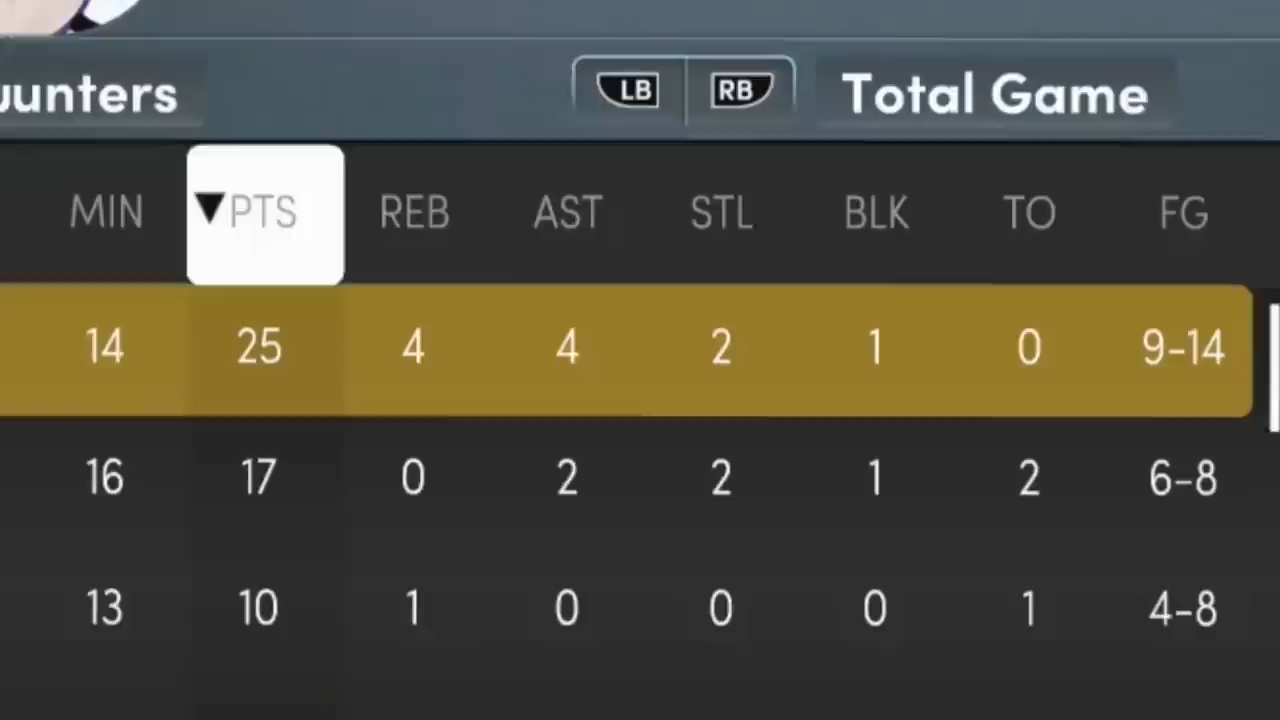 LB RB Total Game
MIN PTS REB AST STL BLK TO FG
14 25 4 4 2 1 0 9-14
16 17 0 2 2 1 2 6-8
13 10 1 0 0 0 1 4-8